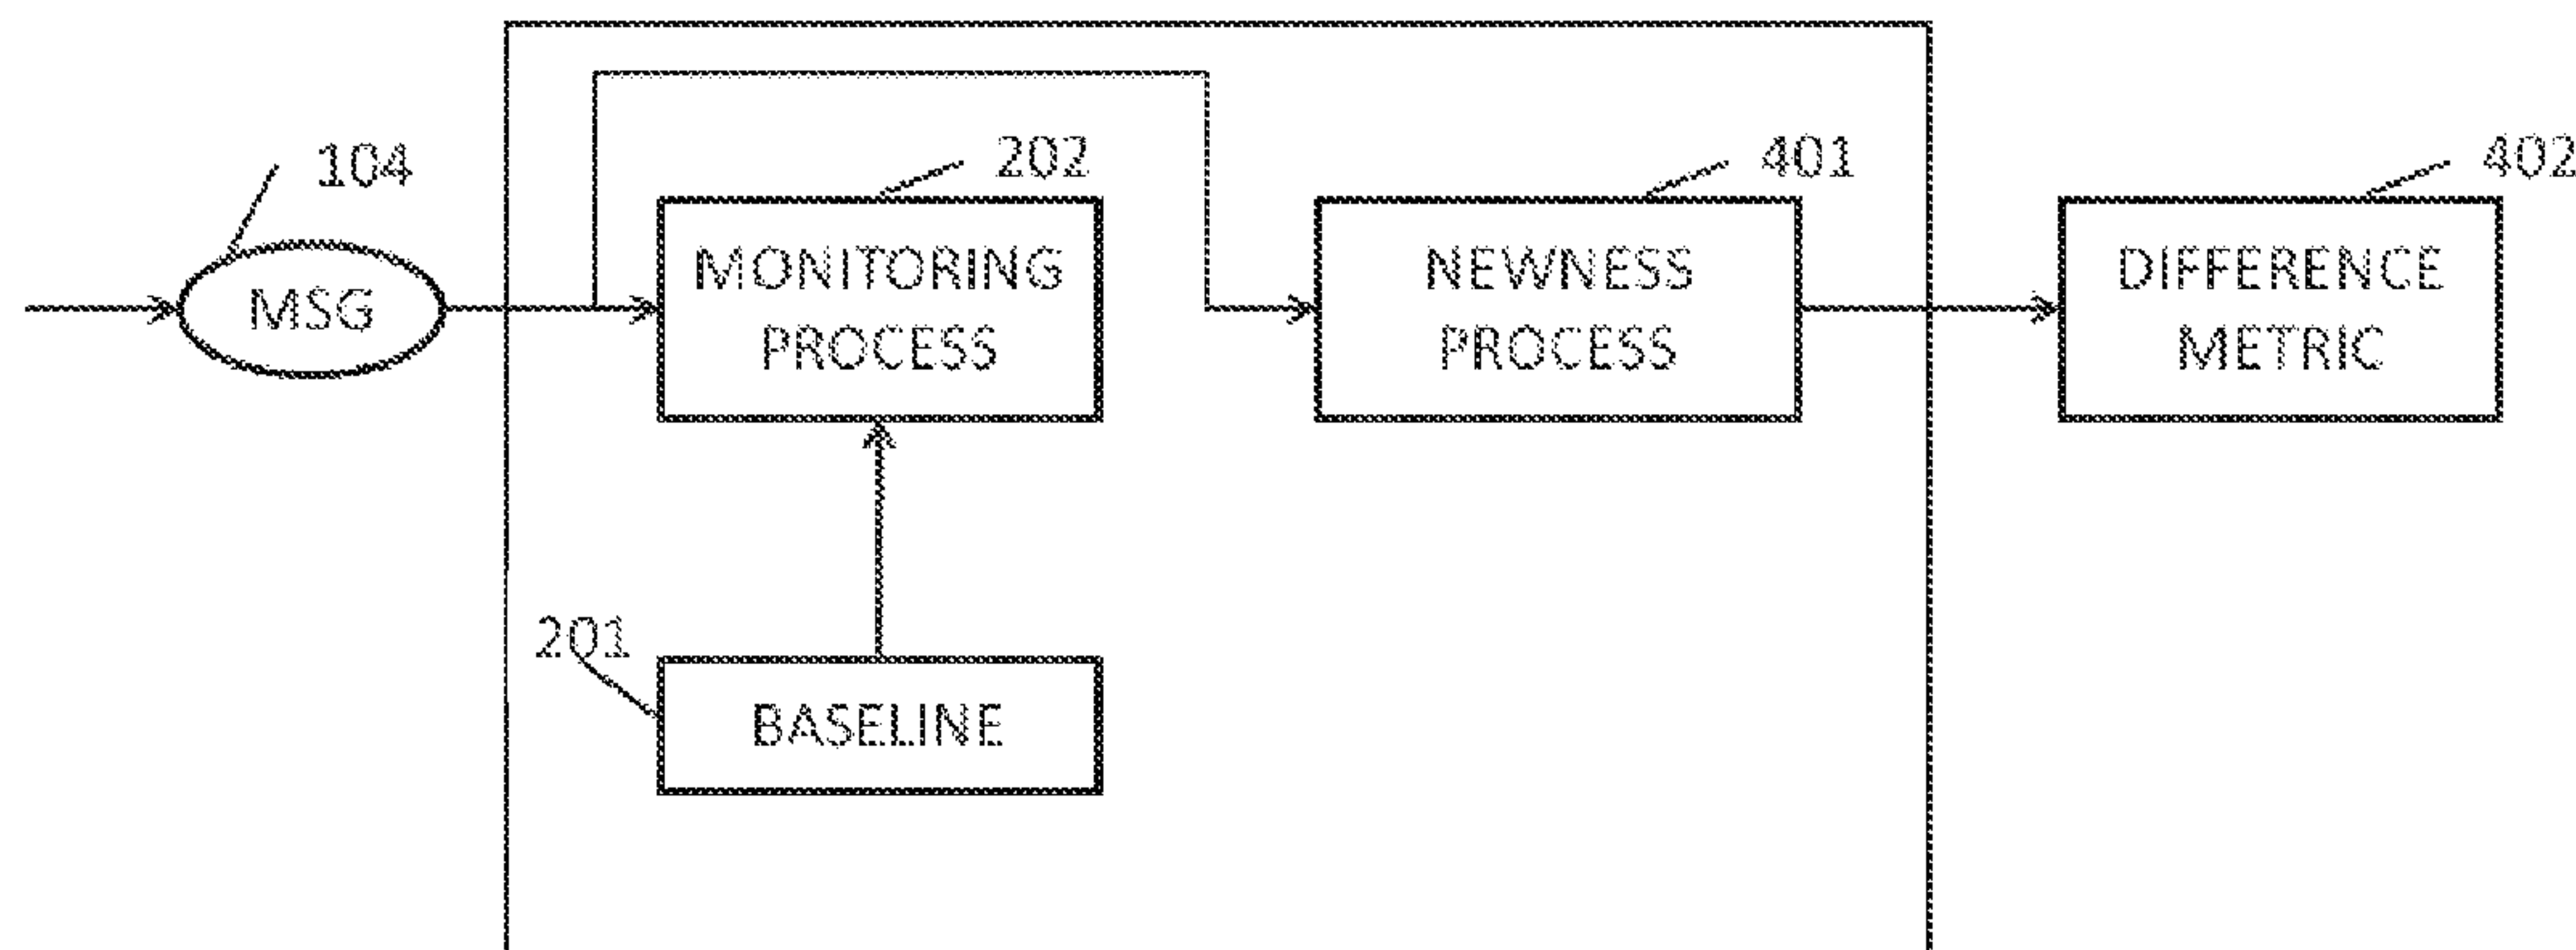 104
202
401
402
MSG
MONITORING
PROCESS
NEWNESS
PROCESS
DIFFERENCE
METRIC
201
BASELINE